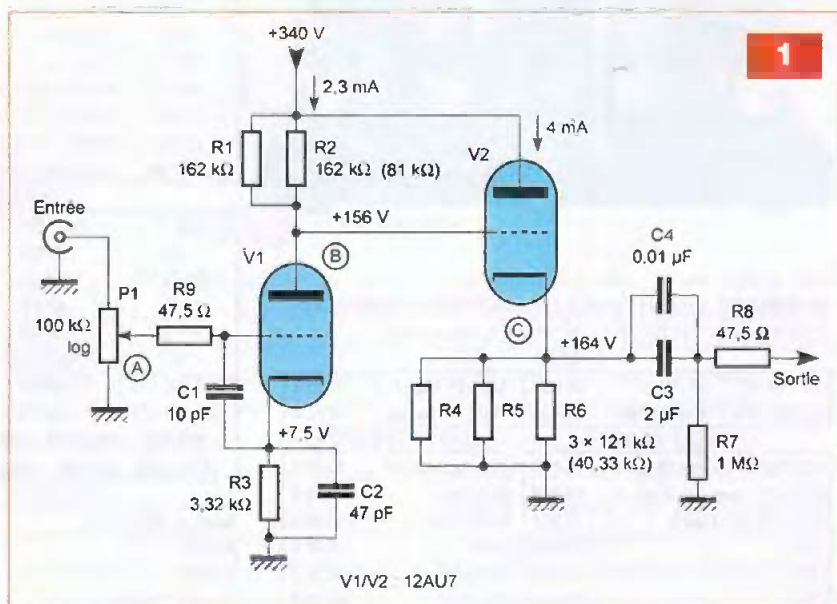 1
+340 V
2,3 mA
R1
162 kΩ
R2
162 kΩ (81 kΩ)
4 mA
V2
+156 V
Entrée
V1
B
P1
100 kΩ
log
A
R9
47,5 Ω
C1
10 pF
+7,5 V
R3
3,32 kΩ
C2
47 pF
C
+164 V
R4
R5
R6
3 × 121 kΩ
(40,33 kΩ)
C4
0,01 µF
C3
2 µF
R8
47,5 Ω
Sortie
R7
1 MΩ
V1/V2 : 12AU7